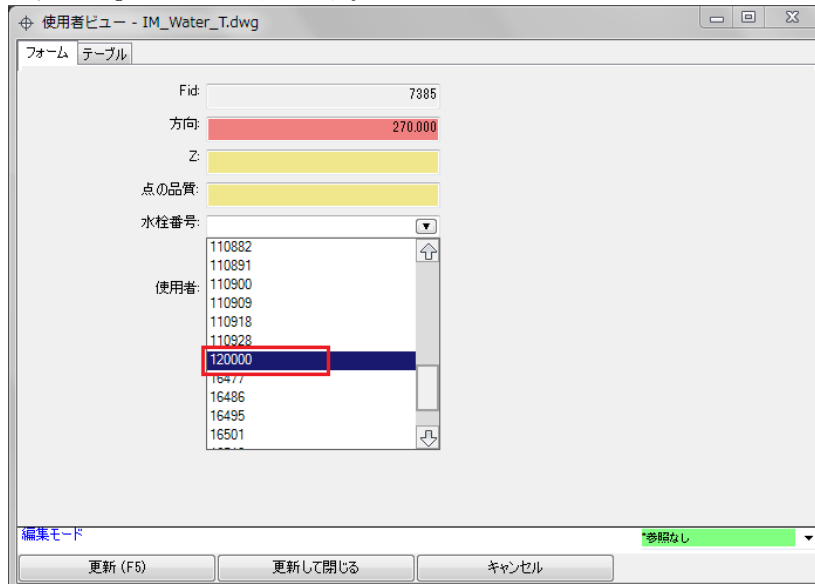 使用者ビュー - IM_Water_T.dwg
フォーム テーブル
Fid: 7385
方向: 270.000
Z:
点の品質:
水栓番号:
110882
110891
使用者: 110900
110909
110918
110928
120000
16477
16486
16495
16501
編集モード *参照なし
更新 (F5) 更新して閉じる キャンセル